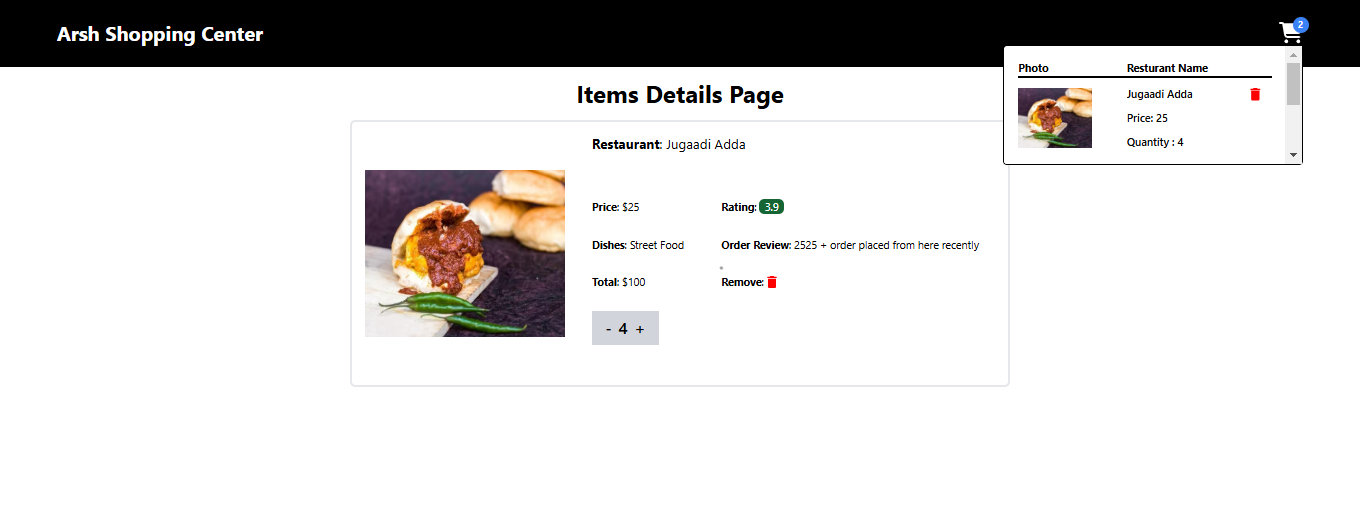 Arsh Shopping Center
2
Photo Resturant Name
Jugaadi Adda
Price: 25
Quantity : 4
Items Details Page
Restaurant: Jugaadi Adda
Price: $25 Rating: 3.9
Dishes: Street Food Order Review: 2525 + order placed from here recently
Total: $100 Remove:
- 4 +